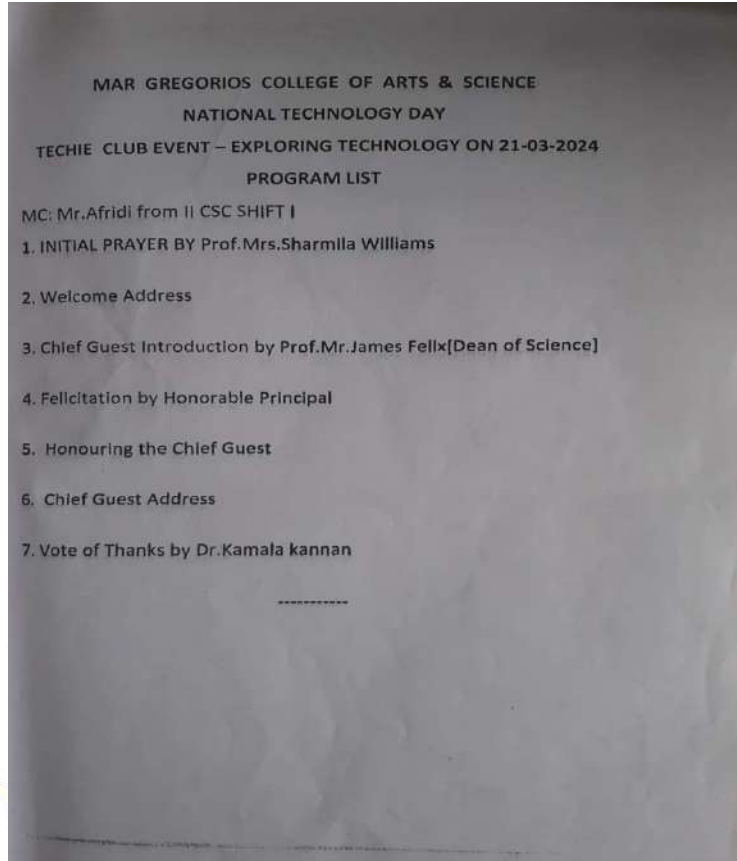 MAR GREGORIOS COLLEGE OF ARTS & SCIENCE
NATIONAL TECHNOLOGY DAY
TECHIE CLUB EVENT – EXPLORING TECHNOLOGY ON 21-03-2024
PROGRAM LIST
MC: Mr.Afridi from II CSC SHIFT I
1. INITIAL PRAYER BY Prof.Mrs.Sharmila Williams
2. Welcome Address
3. Chief Guest Introduction by Prof.Mr.James Felix[Dean of Science]
4. Felicitation by Honorable Principal
5. Honouring the Chief Guest
6. Chief Guest Address
7. Vote of Thanks by Dr.Kamala kannan
-----------